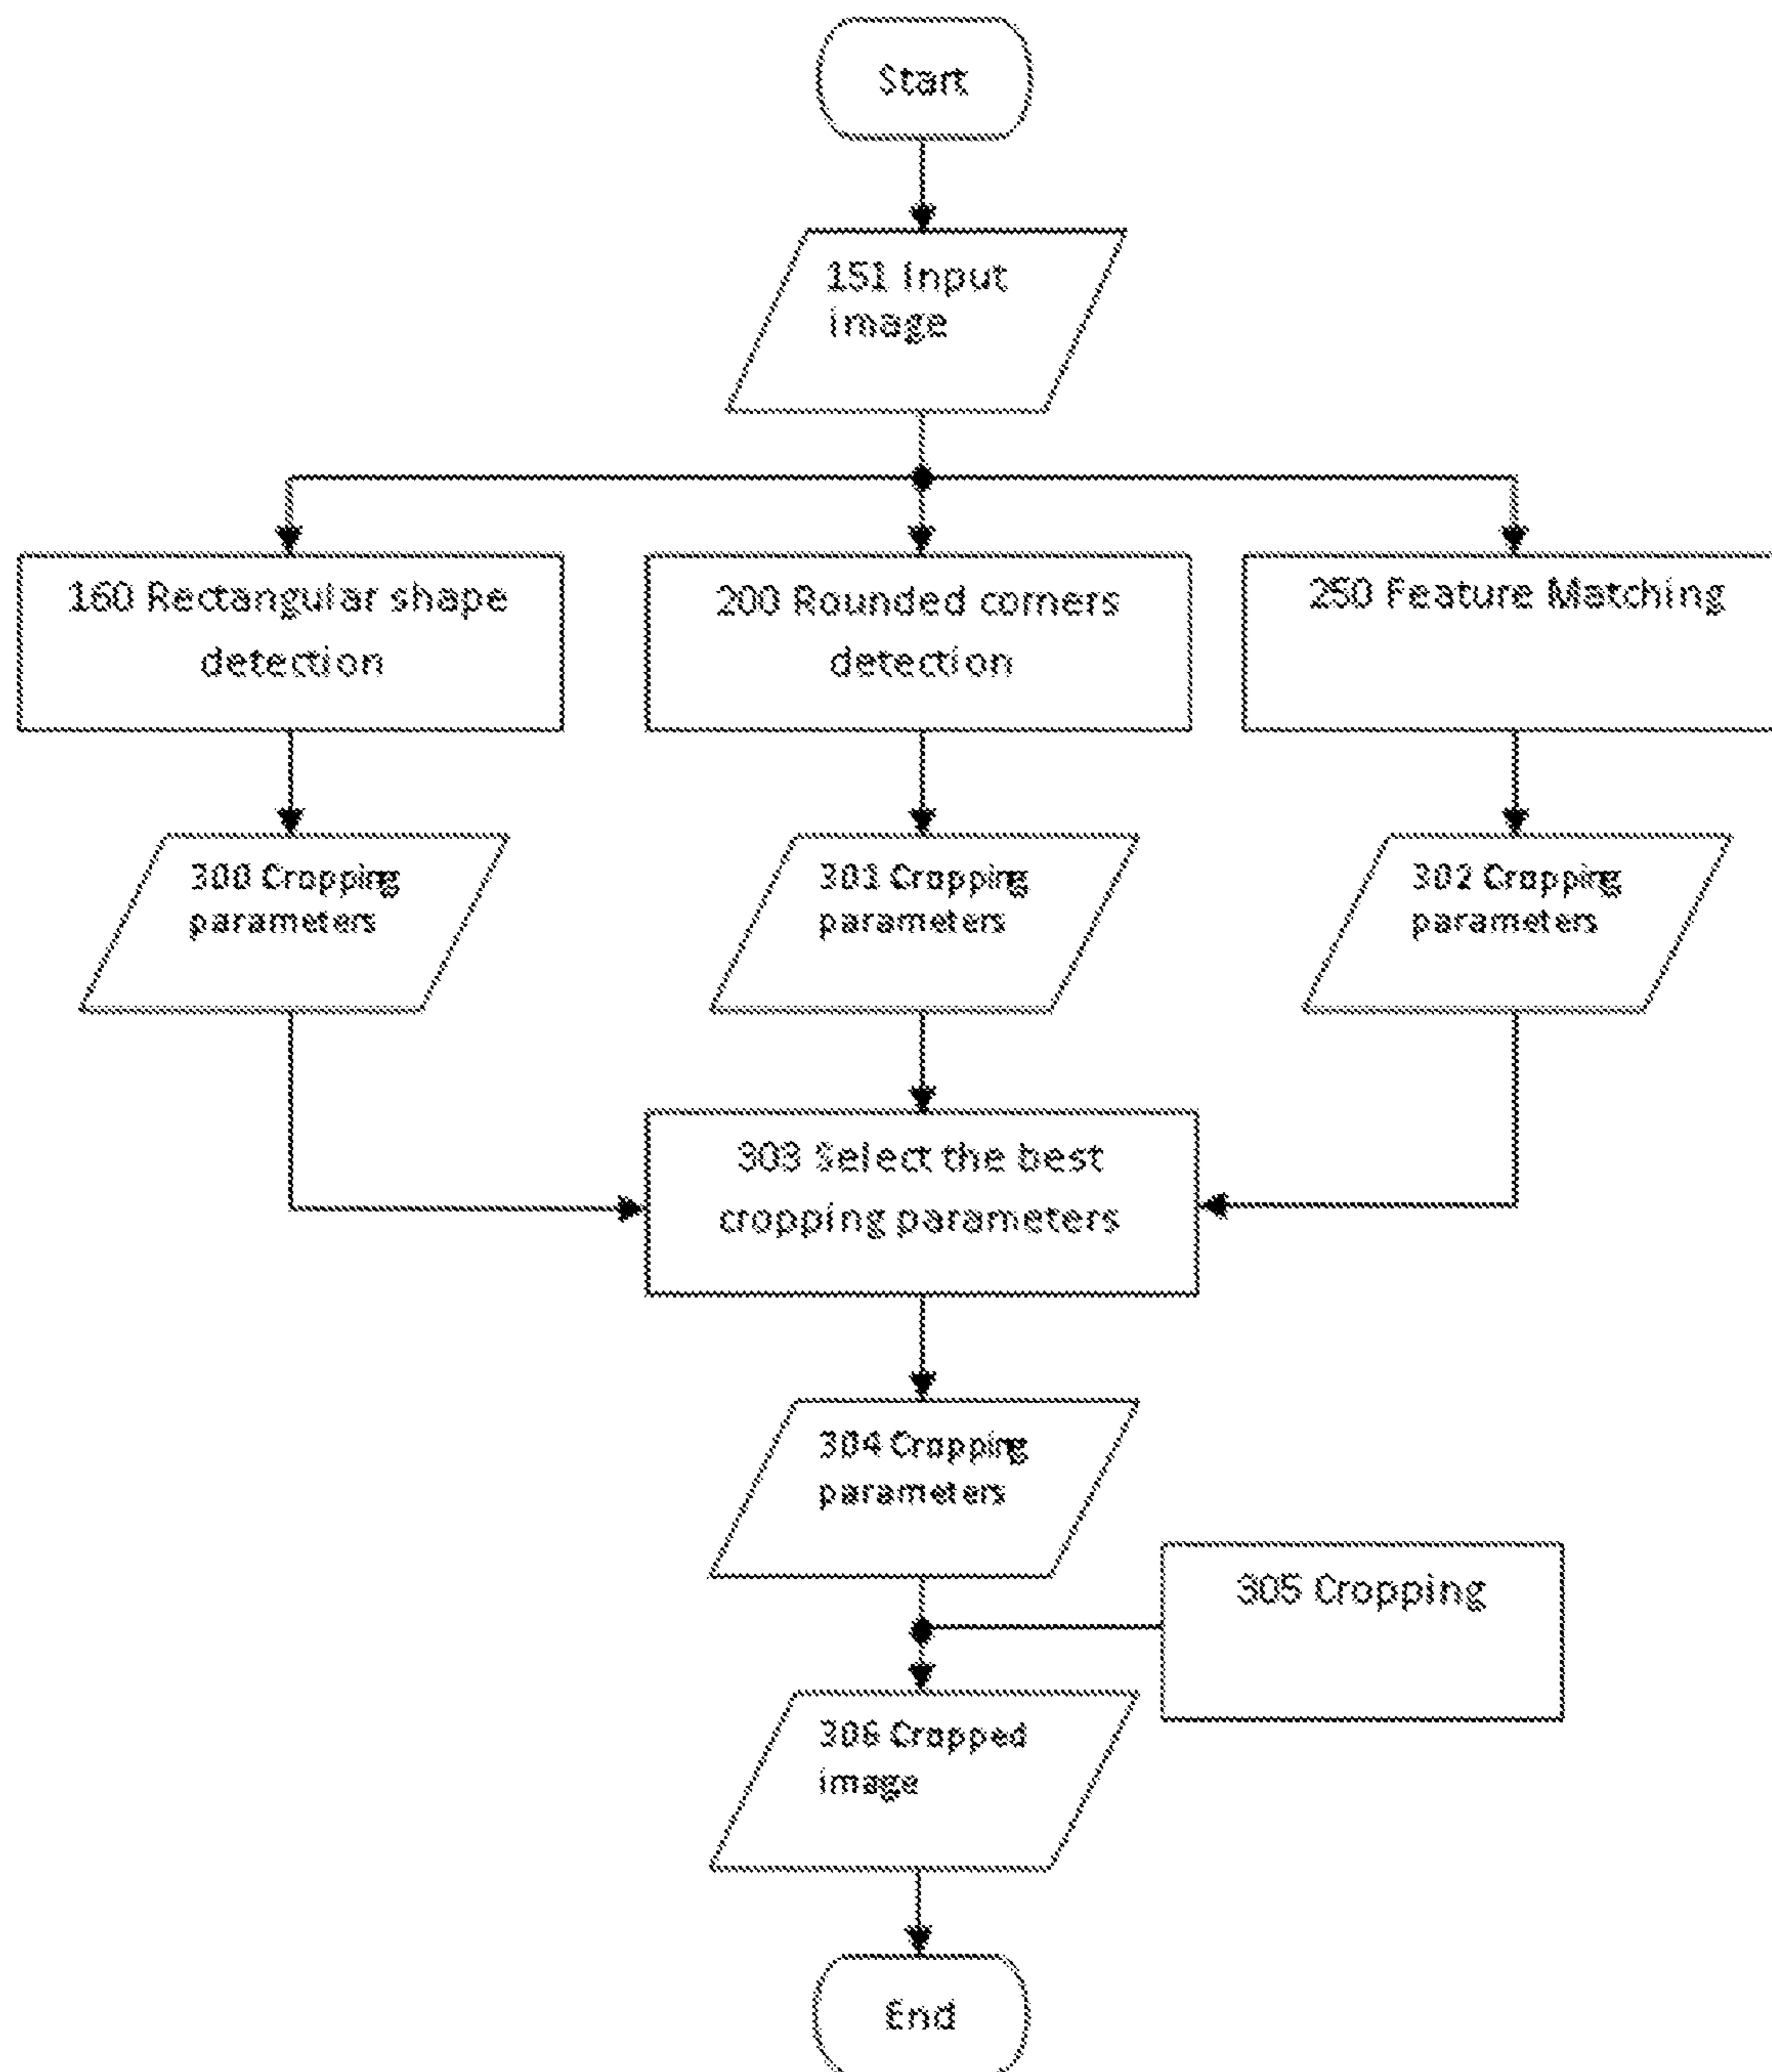 Start
151 Input
image
160 Rectangular shape
detection
200 Rounded corners
detection
250 Feature Matching
300 Cropping
parameters
301 Cropping
parameters
302 Cropping
parameters
303 Select the best
cropping parameters
304 Cropping
parameters
305 Cropping
306 Cropped
image
End